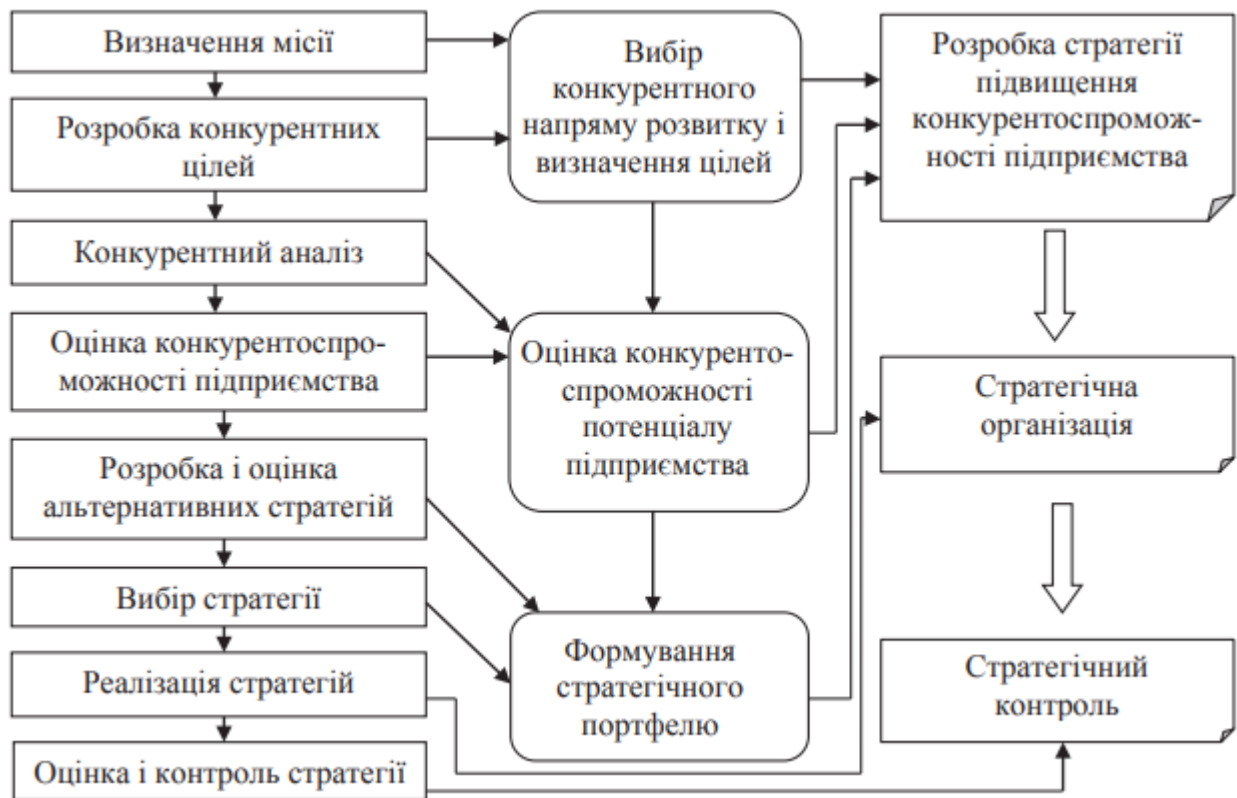 Визначення місії
Розробка конкурентних
цілей
Конкурентний аналіз
Оцінка конкурентоспро-
можності підприємства
Розробка і оцінка
альтернативних стратегій
Вибір стратегії
Реалізація стратегій
Оцінка і контроль стратегії
Вибір
конкурентного
напряму розвитку і
визначення цілей
Оцінка конкуренто-
спроможності
потенціалу
підприємства
Формування
стратегічного
портфелю
Розробка стратегії
підвищення
конкурентоспромож-
ності підприємства
Стратегічна
організація
Стратегічний
контроль